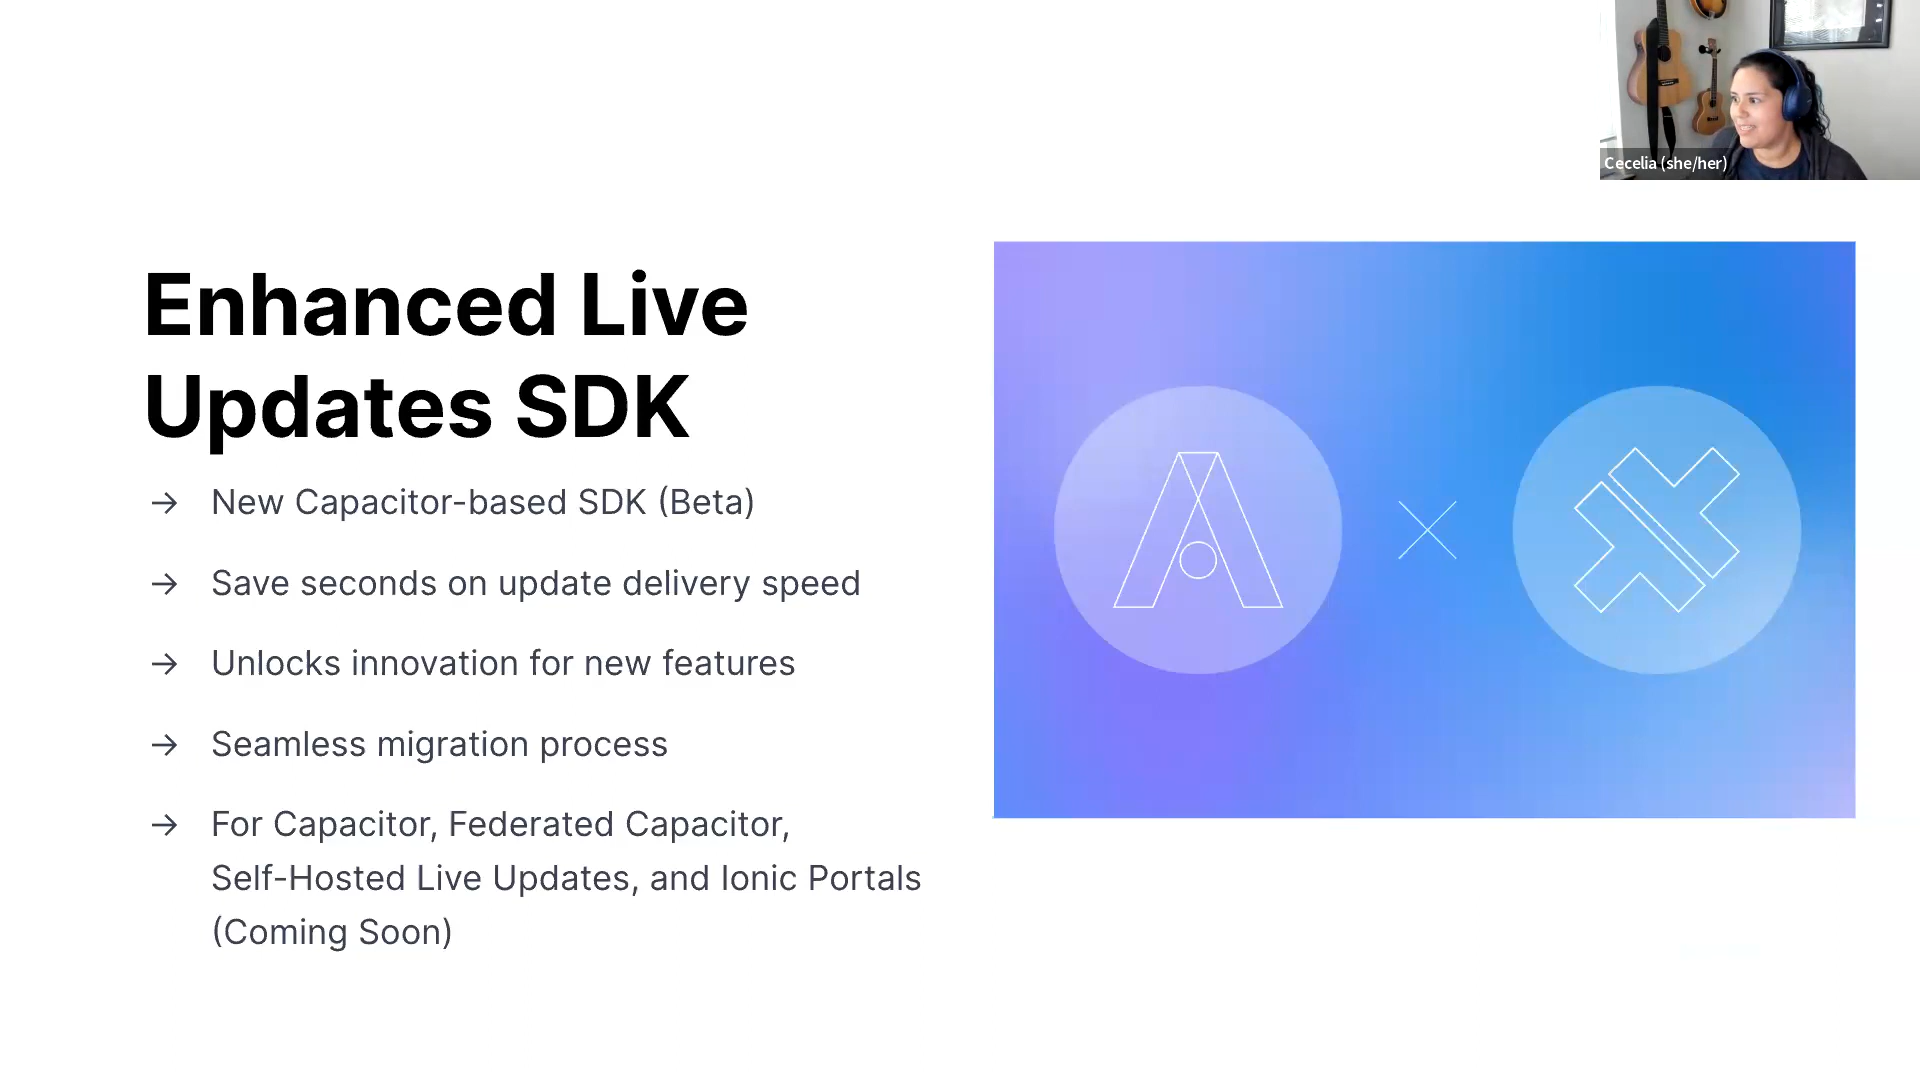 Cecelia (she/her)
Enhanced Live
Updates SDK
→ New Capacitor-based SDK (Beta)
→ Save seconds on update delivery speed
→ Unlocks innovation for new features
→ Seamless migration process
→ For Capacitor, Federated Capacitor,
Self-Hosted Live Updates, and Ionic Portals
(Coming Soon)